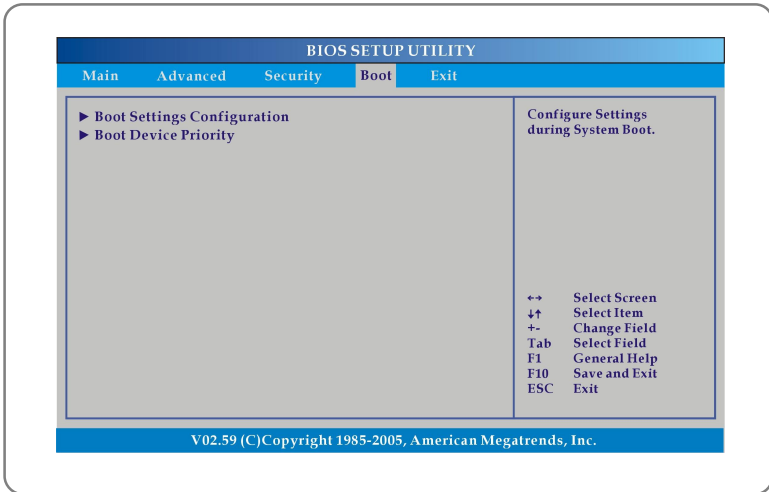 BIOS SETUP UTILITY
Main Advanced Security Boot Exit
► Boot Settings Configuration
► Boot Device Priority
Configure Settings
during System Boot.
←→ Select Screen
↓↑ Select Item
+- Change Field
Tab Select Field
F1 General Help
F10 Save and Exit
ESC Exit
V02.59 (C)Copyright 1985-2005, American Megatrends, Inc.